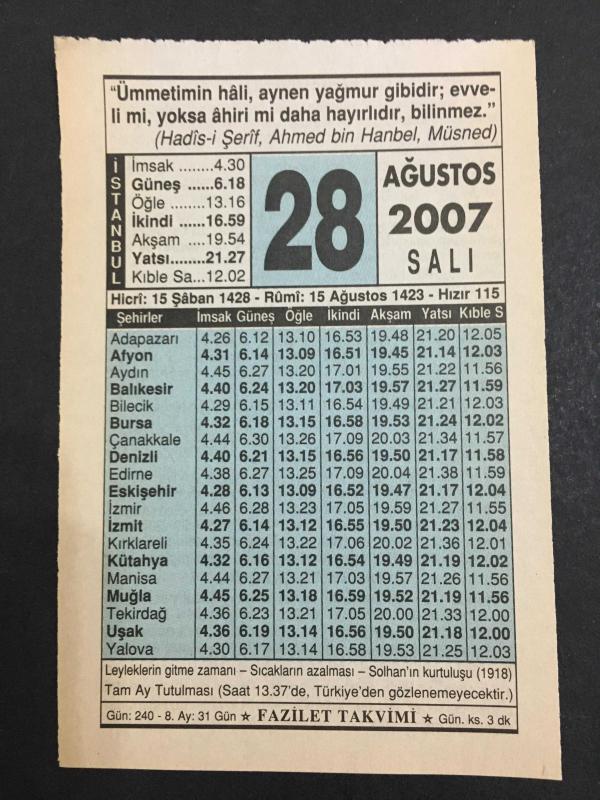 “Ümmetimin hâli, aynen yağmur gibidir; evve-
li mi, yoksa âhiri mi daha hayırlıdır, bilinmez.”
(Hadîs-i Şerîf, Ahmed bin Hanbel, Müsned)
İSTANBUL
İmsak ........4.30
Güneş ......6.18
Öğle ........13.16
İkindi ......16.59
Akşam ....19.54
Yatsı........21.27
Kıble Sa...12.02
28
AĞUSTOS
2007
SALI
Hicrî: 15 Şâban 1428 - Rûmî: 15 Ağustos 1423 - Hızır 115
Şehirler İmsak Güneş Öğle İkindi Akşam Yatsı Kıble S
Adapazarı 4.26 6.12 13.10 16.53 19.48 21.20 12.05
Afyon 4.31 6.14 13.09 16.51 19.45 21.14 12.03
Aydın 4.45 6.27 13.20 17.01 19.55 21.22 11.56
Balıkesir 4.40 6.24 13.20 17.03 19.57 21.27 11.59
Bilecik 4.29 6.15 13.11 16.54 19.49 21.21 12.03
Bursa 4.32 6.18 13.15 16.58 19.53 21.24 12.02
Çanakkale 4.44 6.30 13.26 17.09 20.03 21.34 11.57
Denizli 4.40 6.21 13.15 16.56 19.50 21.17 11.58
Edirne 4.38 6.27 13.25 17.09 20.04 21.38 11.59
Eskişehir 4.28 6.13 13.09 16.52 19.47 21.17 12.04
İzmir 4.46 6.28 13.23 17.05 19.59 21.27 11.55
İzmit 4.27 6.14 13.12 16.55 19.50 21.23 12.04
Kırklareli 4.35 6.24 13.22 17.06 20.02 21.36 12.01
Kütahya 4.32 6.16 13.12 16.54 19.49 21.19 12.02
Manisa 4.44 6.27 13.21 17.03 19.57 21.26 11.56
Muğla 4.45 6.25 13.18 16.59 19.52 21.19 11.56
Tekirdağ 4.36 6.23 13.21 17.05 20.00 21.33 12.00
Uşak 4.36 6.19 13.14 16.56 19.50 21.18 12.00
Yalova 4.30 6.17 13.14 16.58 19.53 21.25 12.03
Leyleklerin gitme zamanı – Sıcakların azalması – Solhan’ın kurtuluşu (1918)
Tam Ay Tutulması (Saat 13.37’de, Türkiye’den gözlenemeyecektir.)
Gün: 240 - 8. Ay: 31 Gün ★ FAZİLET TAKVİMİ ★ Gün. ks. 3 dk